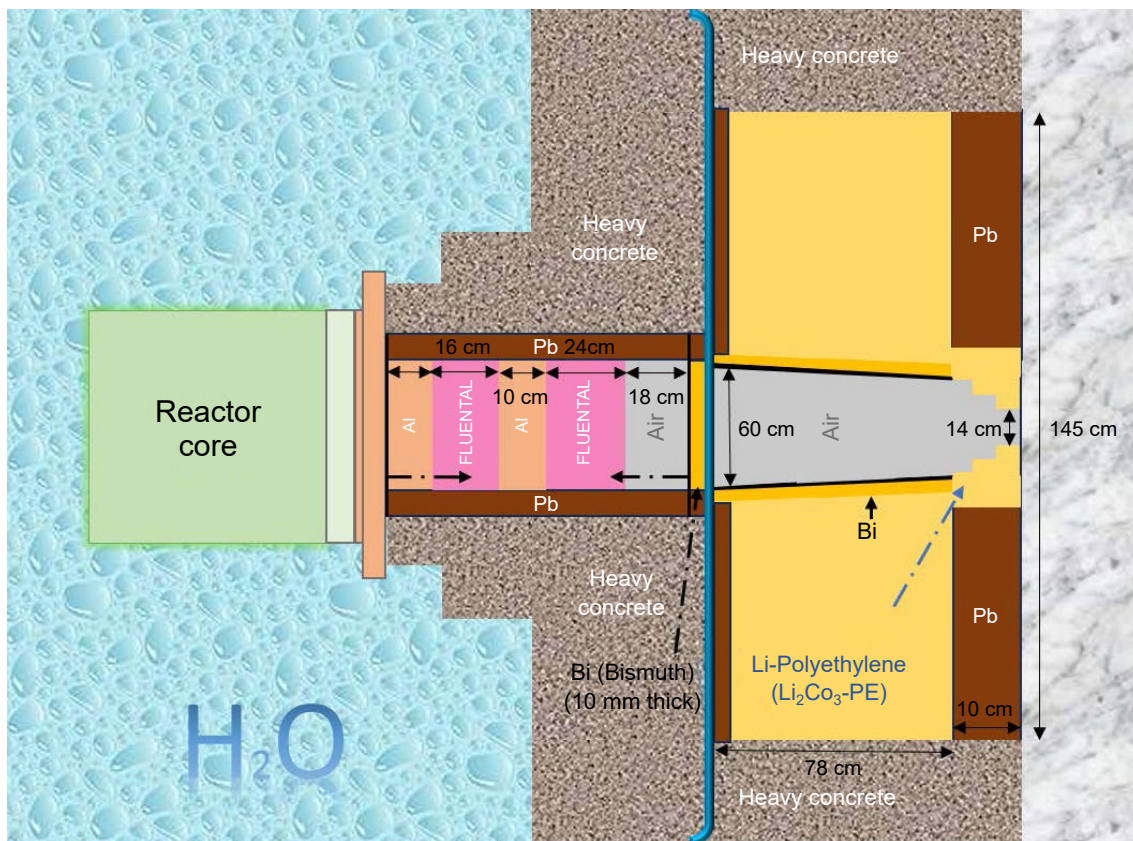 Heavy concrete
Heavy
concrete
Pb
16 cm
Pb 24cm
Al
FLUENTAL
10 cm
Al
FLUENTAL
18 cm
Air
Reactor
core
60 cm
Air
14 cm
145 cm
Pb
Bi
Heavy
concrete
Pb
Bi (Bismuth)
(10 mm thick)
Li-Polyethylene
(Li₂Co₃-PE)
10 cm
78 cm
Heavy concrete
H₂O